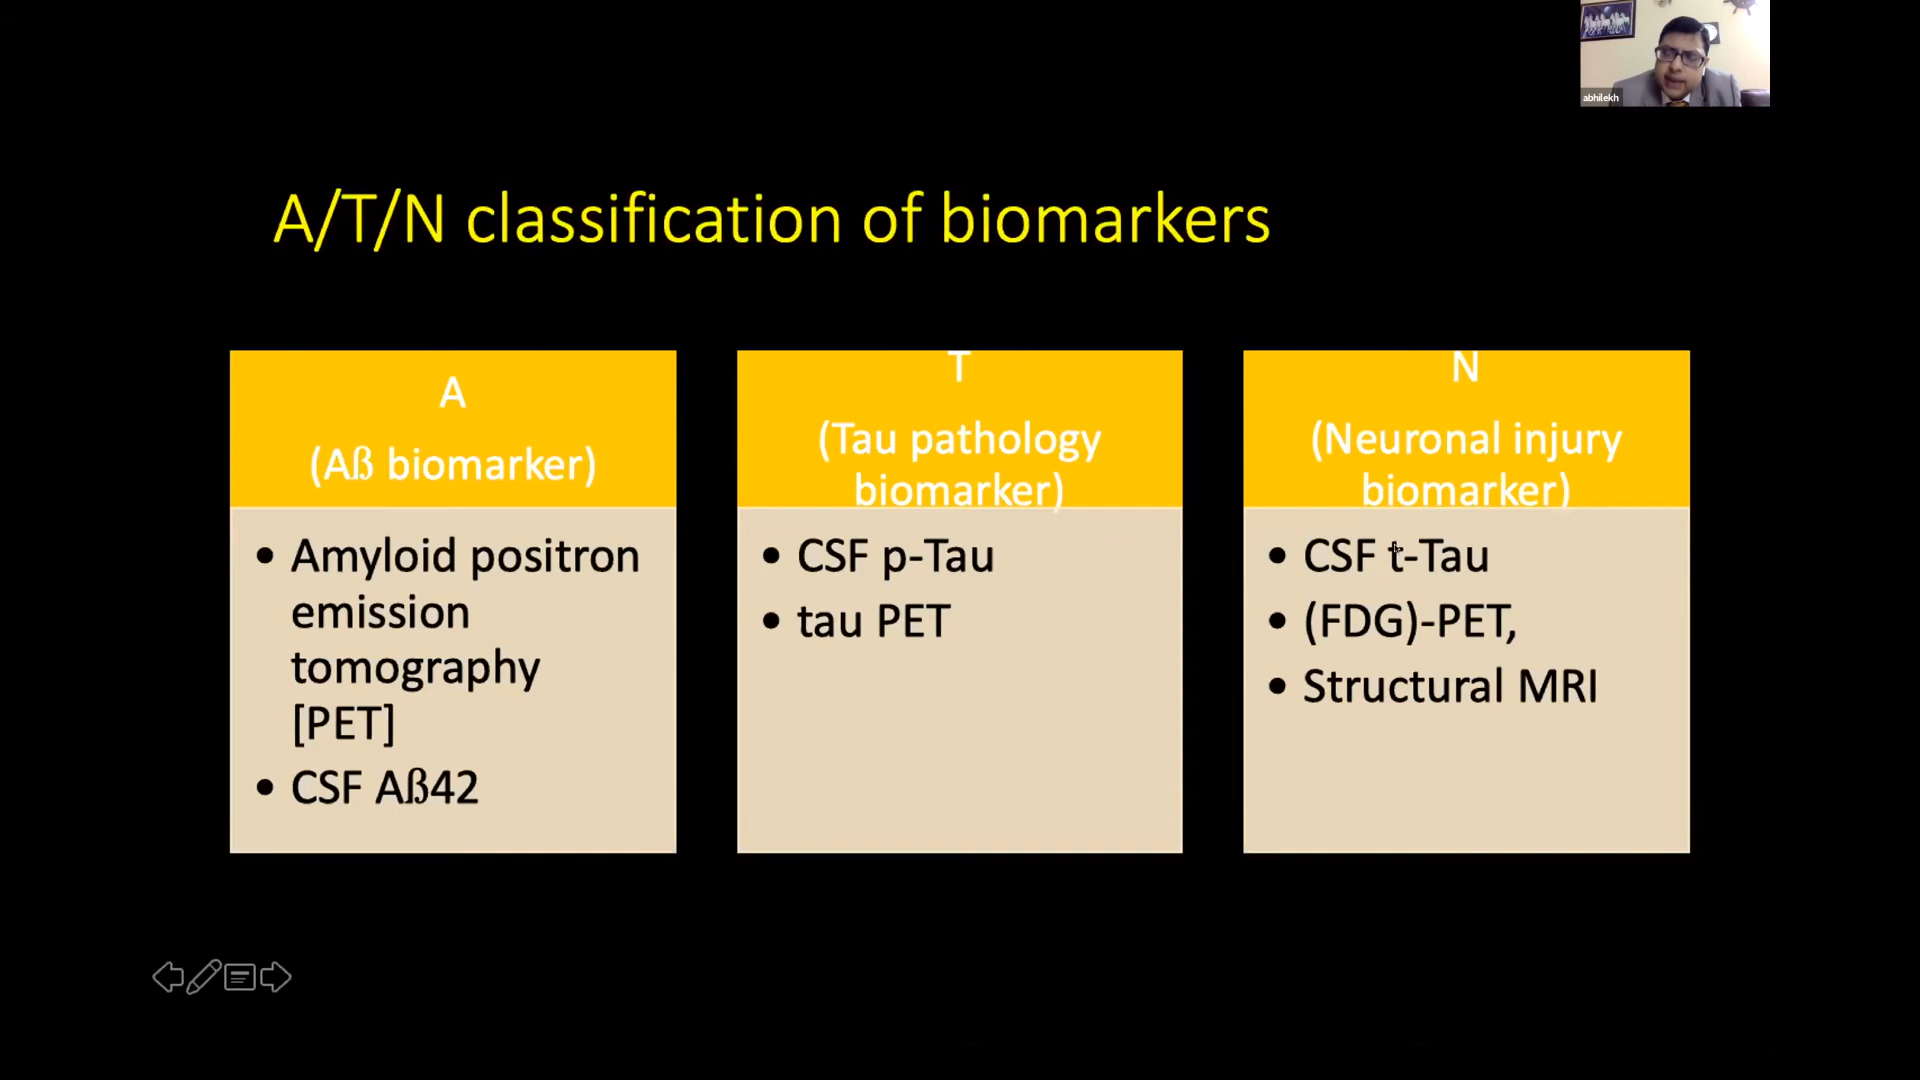 abhilekh
A/T/N classification of biomarkers
A
(Aß biomarker)
• Amyloid positron
emission
tomography
[PET]
• CSF Aß42
T
(Tau pathology
biomarker)
• CSF p-Tau
• tau PET
N
(Neuronal injury
biomarker)
• CSF t-Tau
• (FDG)-PET,
• Structural MRI